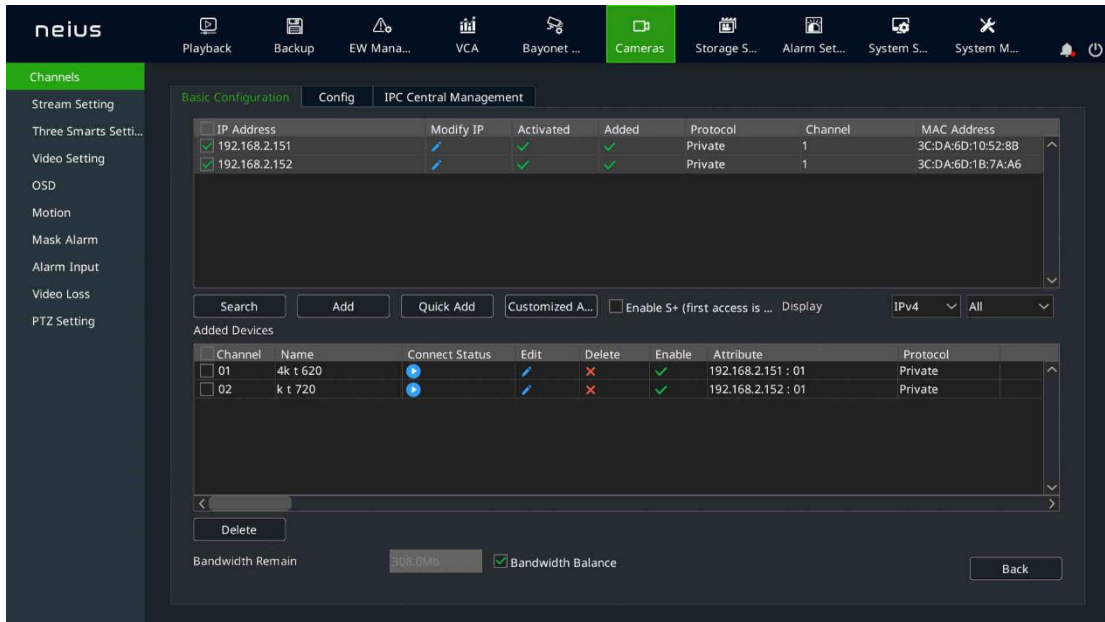 neius
Playback Backup EW Mana... VCA Bayonet ... Cameras Storage S... Alarm Set... System S... System M...
Channels
Stream Setting
Three Smarts Setti...
Video Setting
OSD
Motion
Mask Alarm
Alarm Input
Video Loss
PTZ Setting
Basic Configuration Config IPC Central Management
IP Address Modify IP Activated Added Protocol Channel MAC Address
192.168.2.151 Private 1 3C:DA:6D:10:52:8B
192.168.2.152 Private 1 3C:DA:6D:1B:7A:A6
Search Add Quick Add Customized A... Enable S+ (first access is ... Display IPv4 All
Added Devices
Channel Name Connect Status Edit Delete Enable Attribute Protocol
01 4k t 620 192.168.2.151 : 01 Private
02 k t 720 192.168.2.152 : 01 Private
Delete
Bandwidth Remain 308.0Mb Bandwidth Balance
Back